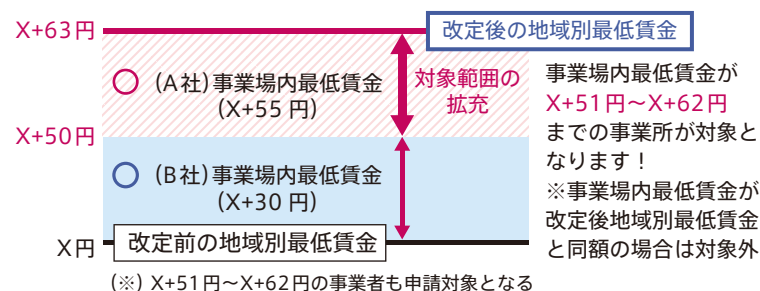 X+63円
改定後の地域別最低賃金
(A社)事業場内最低賃金
(X+55円)
対象範囲の
拡充
X+50円
(B社)事業場内最低賃金
(X+30 円)
X円
改定前の地域別最低賃金
事業場内最低賃金が
X+51円~X+62円
までの事業所が対象と
なります!
※事業場内最低賃金が
改定後地域別最低賃金
と同額の場合は対象外
(※) X+51円~X+62円の事業者も申請対象となる